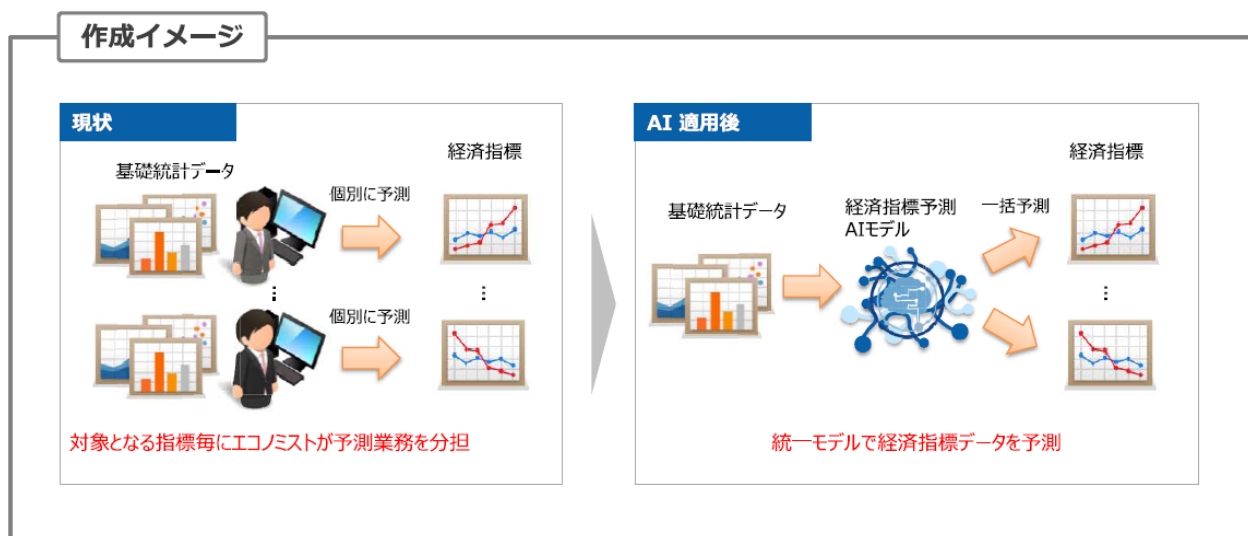 作成イメージ
現状
基礎統計データ
経済指標
個別に予測
⋮
⋮
個別に予測
対象となる指標毎にエコノミストが予測業務を分担
AI 適用後
経済指標
基礎統計データ
経済指標予測
AIモデル
一括予測
⋮
統一モデルで経済指標データを予測